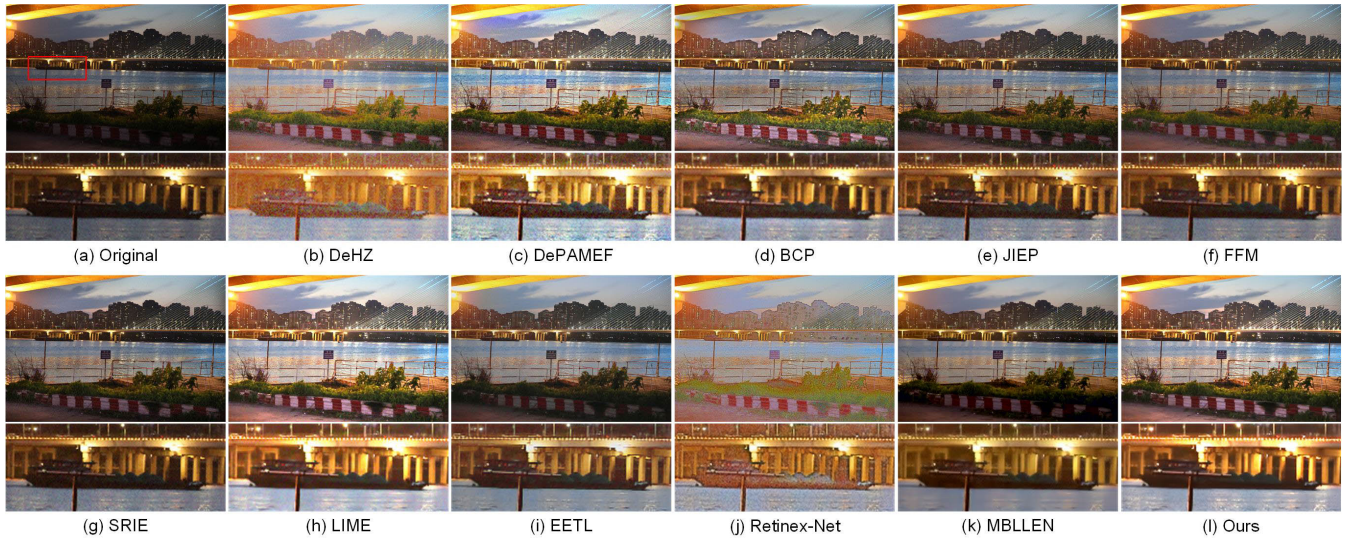 (a) Original (b) DeHZ (c) DePAMEF (d) BCP (e) JIEP (f) FFM
(g) SRIE (h) LIME (i) EETL (j) Retinex-Net (k) MBLLEN (l) Ours